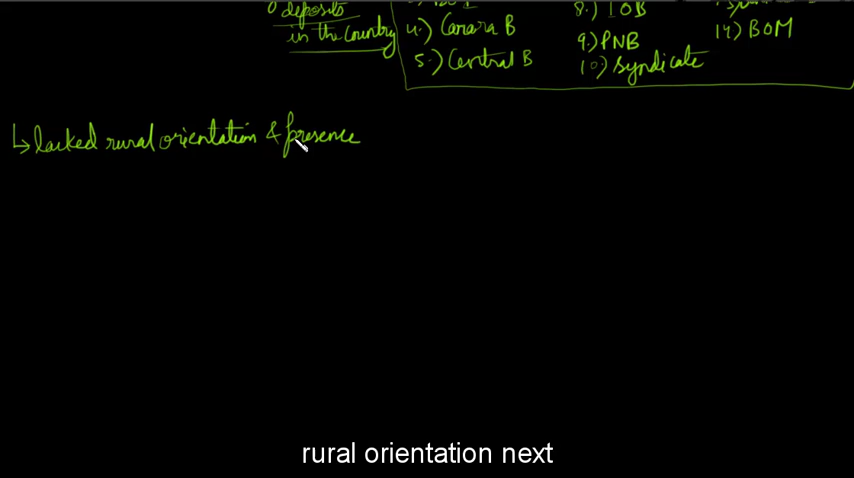 deposits
in the Country
4.) Canara B
5.) Central B
8.) IOB
9.) PNB
10.) Syndicate
14) BOM
↳ lacked rural orientation & presence
rural orientation next